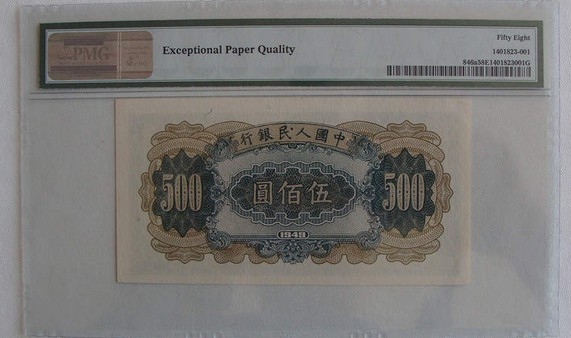 PMG
Exceptional Paper Quality
Fifty Eight
1401823-001
846a58E1401823001G
行銀民人國中
500
圓佰伍
500
1949